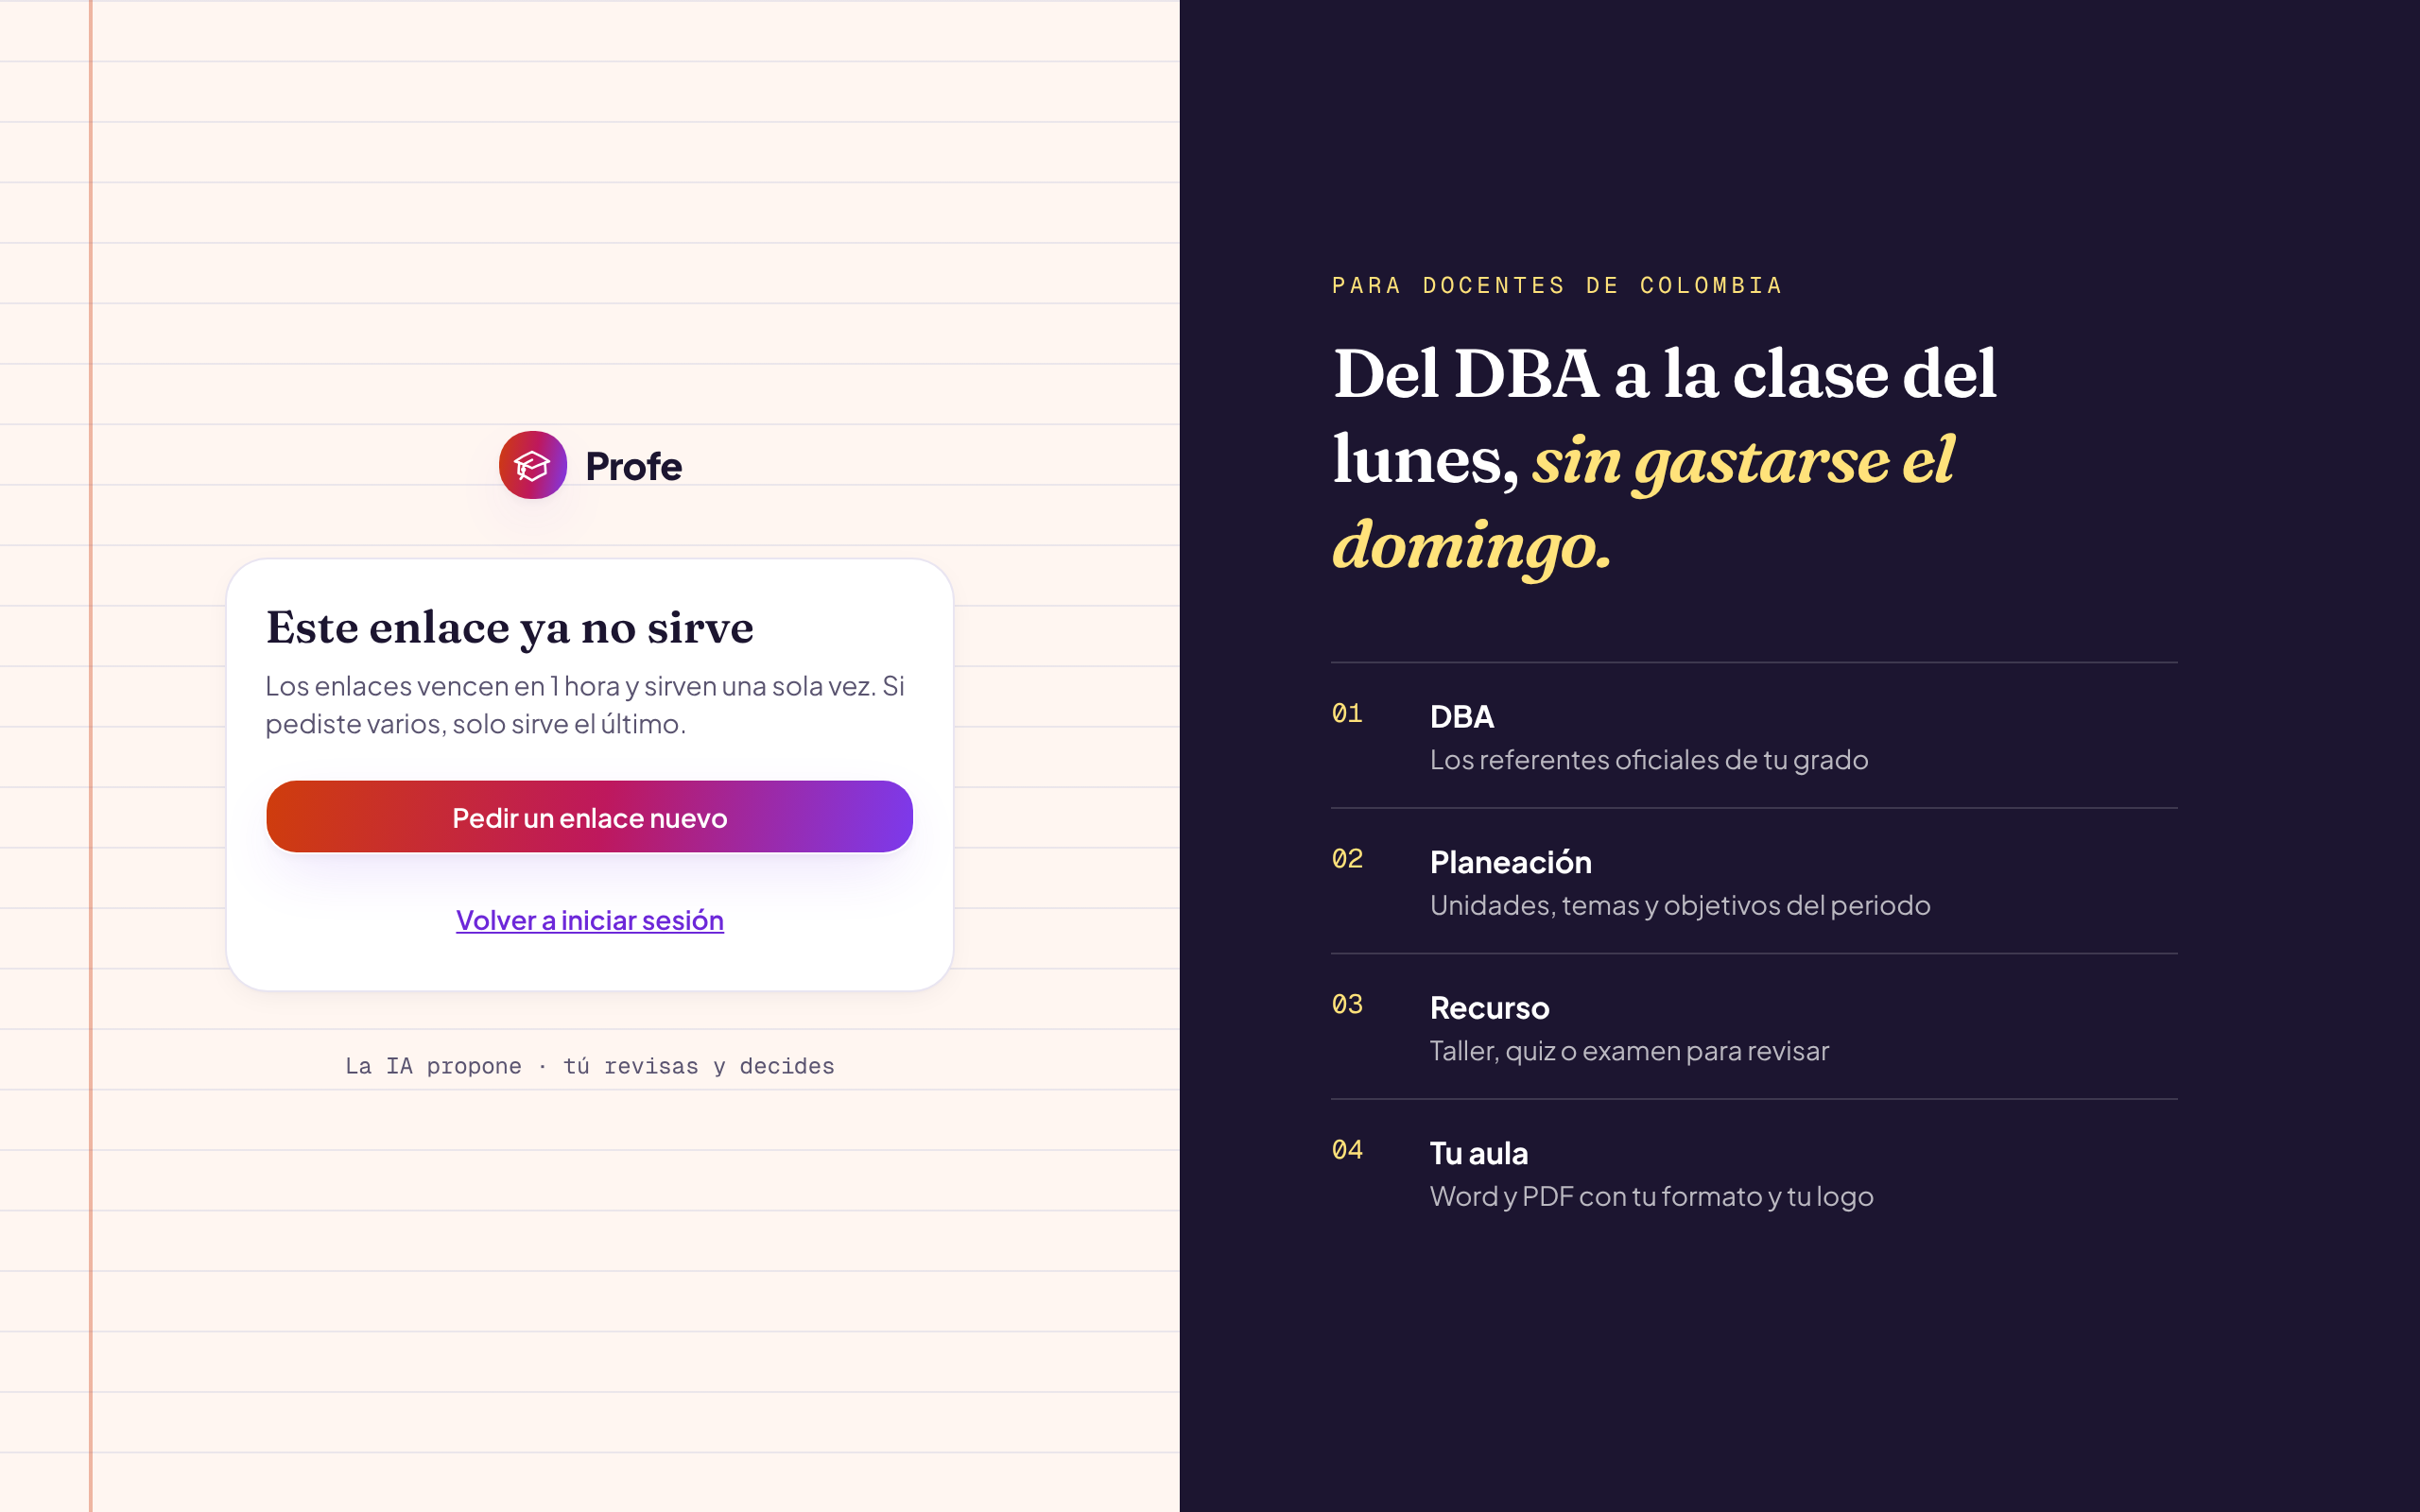 Profe
Este enlace ya no sirve
Los enlaces vencen en 1 hora y sirven una sola vez. Si
pediste varios, solo sirve el último.
Pedir un enlace nuevo
Volver a iniciar sesión
La IA propone · tú revisas y decides
PARA DOCENTES DE COLOMBIA
Del DBA a la clase del
lunes, sin gastarse el
domingo.
01
DBA
Los referentes oficiales de tu grado
02
Planeación
Unidades, temas y objetivos del periodo
03
Recurso
Taller, quiz o examen para revisar
04
Tu aula
Word y PDF con tu formato y tu logo